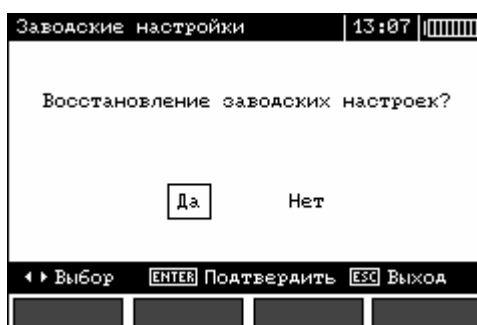 Заводские настройки 13:07
Восстановление заводских настроек?
Да Нет
Выбор ENTER Подтвердить ESC Выход